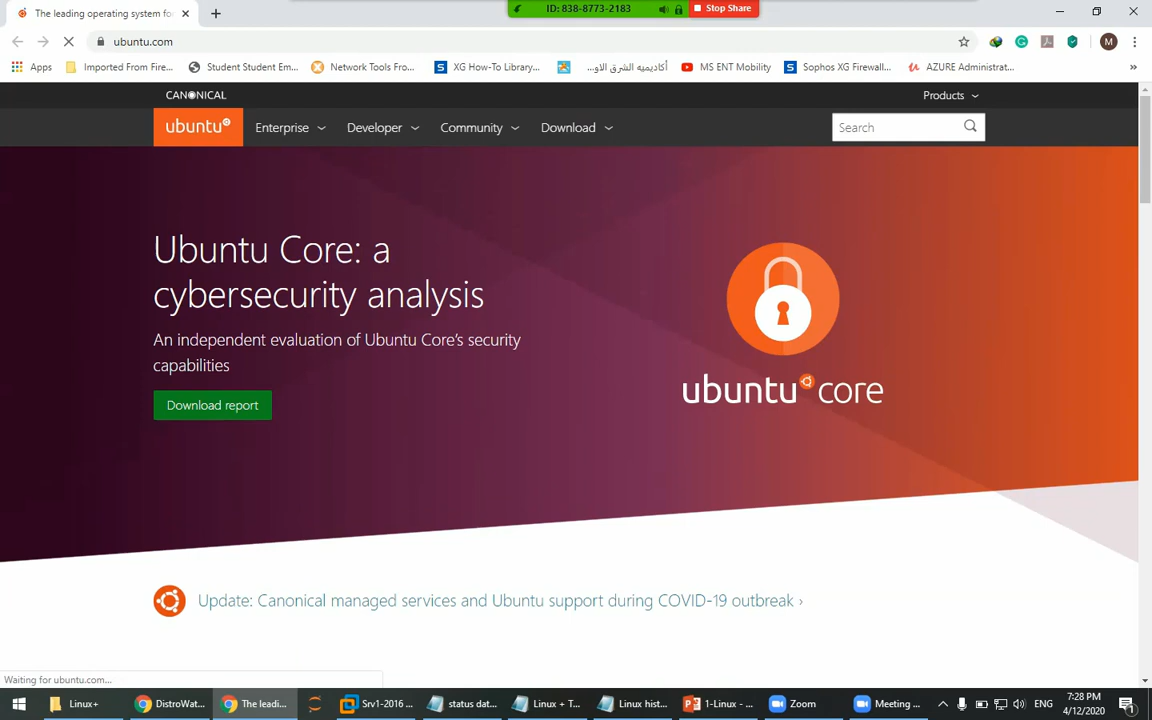 The leading operating system fo
ID: 838-8773-2183
Stop Share
ubuntu.com
M
Apps
Imported From Fire...
Student Student Em...
Network Tools Fro...
XG How-To Library...
أكاديميه الشرق الاو...
MS ENT Mobility
Sophos XG Firewall...
AZURE Administrat...
»
CANONICAL
Products
ubuntu
Enterprise
Developer
Community
Download
Search
Ubuntu Core: a
cybersecurity analysis
An independent evaluation of Ubuntu Core's security
capabilities
Download report
ubuntu core
Update: Canonical managed services and Ubuntu support during COVID-19 outbreak ›
Waiting for ubuntu.com...
Linux+
DistroWat...
The leadi...
Srv1-2016 ...
status dat...
Linux + T...
Linux hist...
1-Linux - ...
Zoom
Meeting ...
ENG
7:28 PM
4/12/2020
1